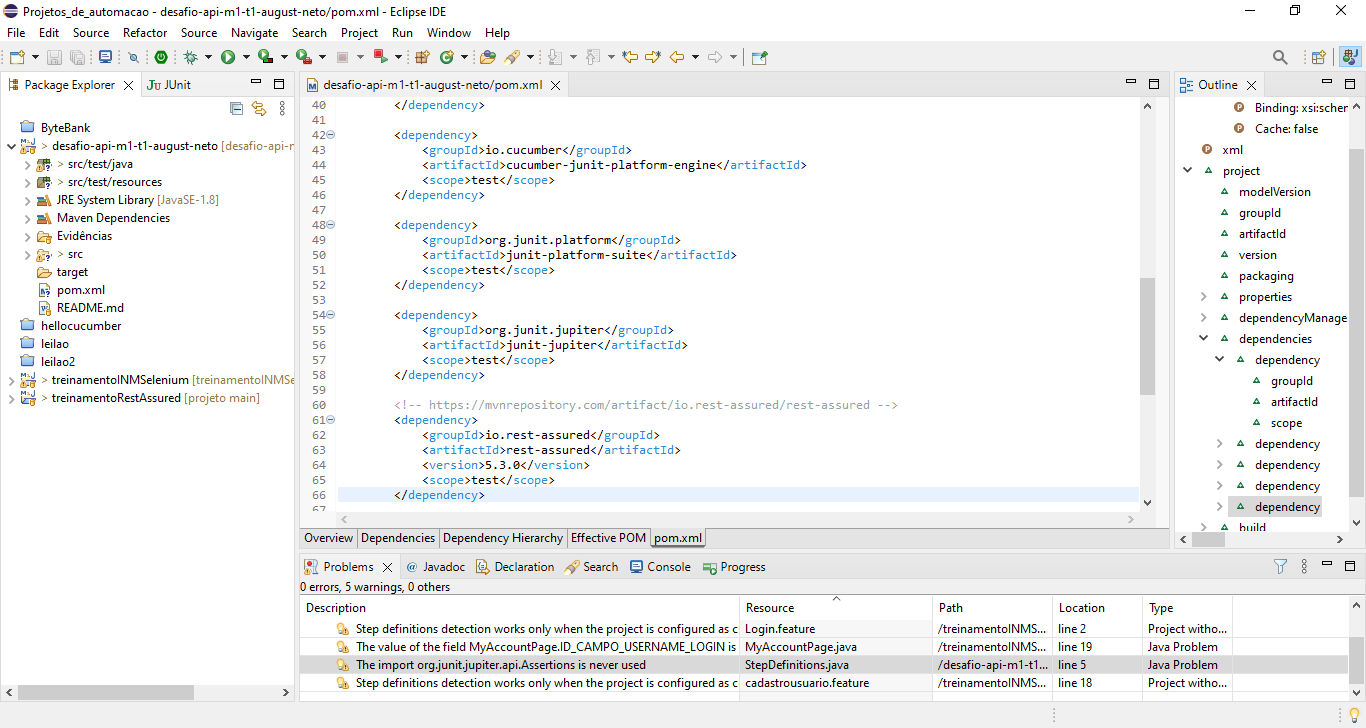 Projetos_de_automacao - desafio-api-m1-t1-august-neto/pom.xml - Eclipse IDE
File Edit Source Refactor Source Navigate Search Project Run Window Help
Package Explorer
JUnit
ByteBank
> desafio-api-m1-t1-august-neto [desafio-api-m
> src/test/java
> src/test/resources
JRE System Library [JavaSE-1.8]
Maven Dependencies
Evidências
> src
target
pom.xml
README.md
hellocucumber
leilao
leilao2
> treinamentoINMSelenium [treinamentoINMSe
> treinamentoRestAssured [projeto main]
desafio-api-m1-t1-august-neto/pom.xml
40 </dependency>
41
42 <dependency>
43 <groupId>io.cucumber</groupId>
44 <artifactId>cucumber-junit-platform-engine</artifactId>
45 <scope>test</scope>
46 </dependency>
47
48 <dependency>
49 <groupId>org.junit.platform</groupId>
50 <artifactId>junit-platform-suite</artifactId>
51 <scope>test</scope>
52 </dependency>
53
54 <dependency>
55 <groupId>org.junit.jupiter</groupId>
56 <artifactId>junit-jupiter</artifactId>
57 <scope>test</scope>
58 </dependency>
59
60 <!-- https://mvnrepository.com/artifact/io.rest-assured/rest-assured -->
61 <dependency>
62 <groupId>io.rest-assured</groupId>
63 <artifactId>rest-assured</artifactId>
64 <version>5.3.0</version>
65 <scope>test</scope>
66 </dependency>
67
Overview Dependencies Dependency Hierarchy Effective POM pom.xml
Outline
Binding: xsi:schem
Cache: false
xml
project
modelVersion
groupId
artifactId
version
packaging
properties
dependencyManage
dependencies
dependency
groupId
artifactId
scope
dependency
dependency
dependency
dependency
build
Problems @ Javadoc Declaration Search Console Progress
0 errors, 5 warnings, 0 others
Description Resource Path Location Type
Step definitions detection works only when the project is configured as c Login.feature /treinamentoINMS... line 2 Project witho...
The value of the field MyAccountPage.ID_CAMPO_USERNAME_LOGIN is MyAccountPage.java /treinamentoINMS... line 19 Java Problem
The import org.junit.jupiter.api.Assertions is never used StepDefinitions.java /desafio-api-m1-t1... line 5 Java Problem
Step definitions detection works only when the project is configured as c cadastrousuario.feature /treinamentoINMS... line 18 Project witho...